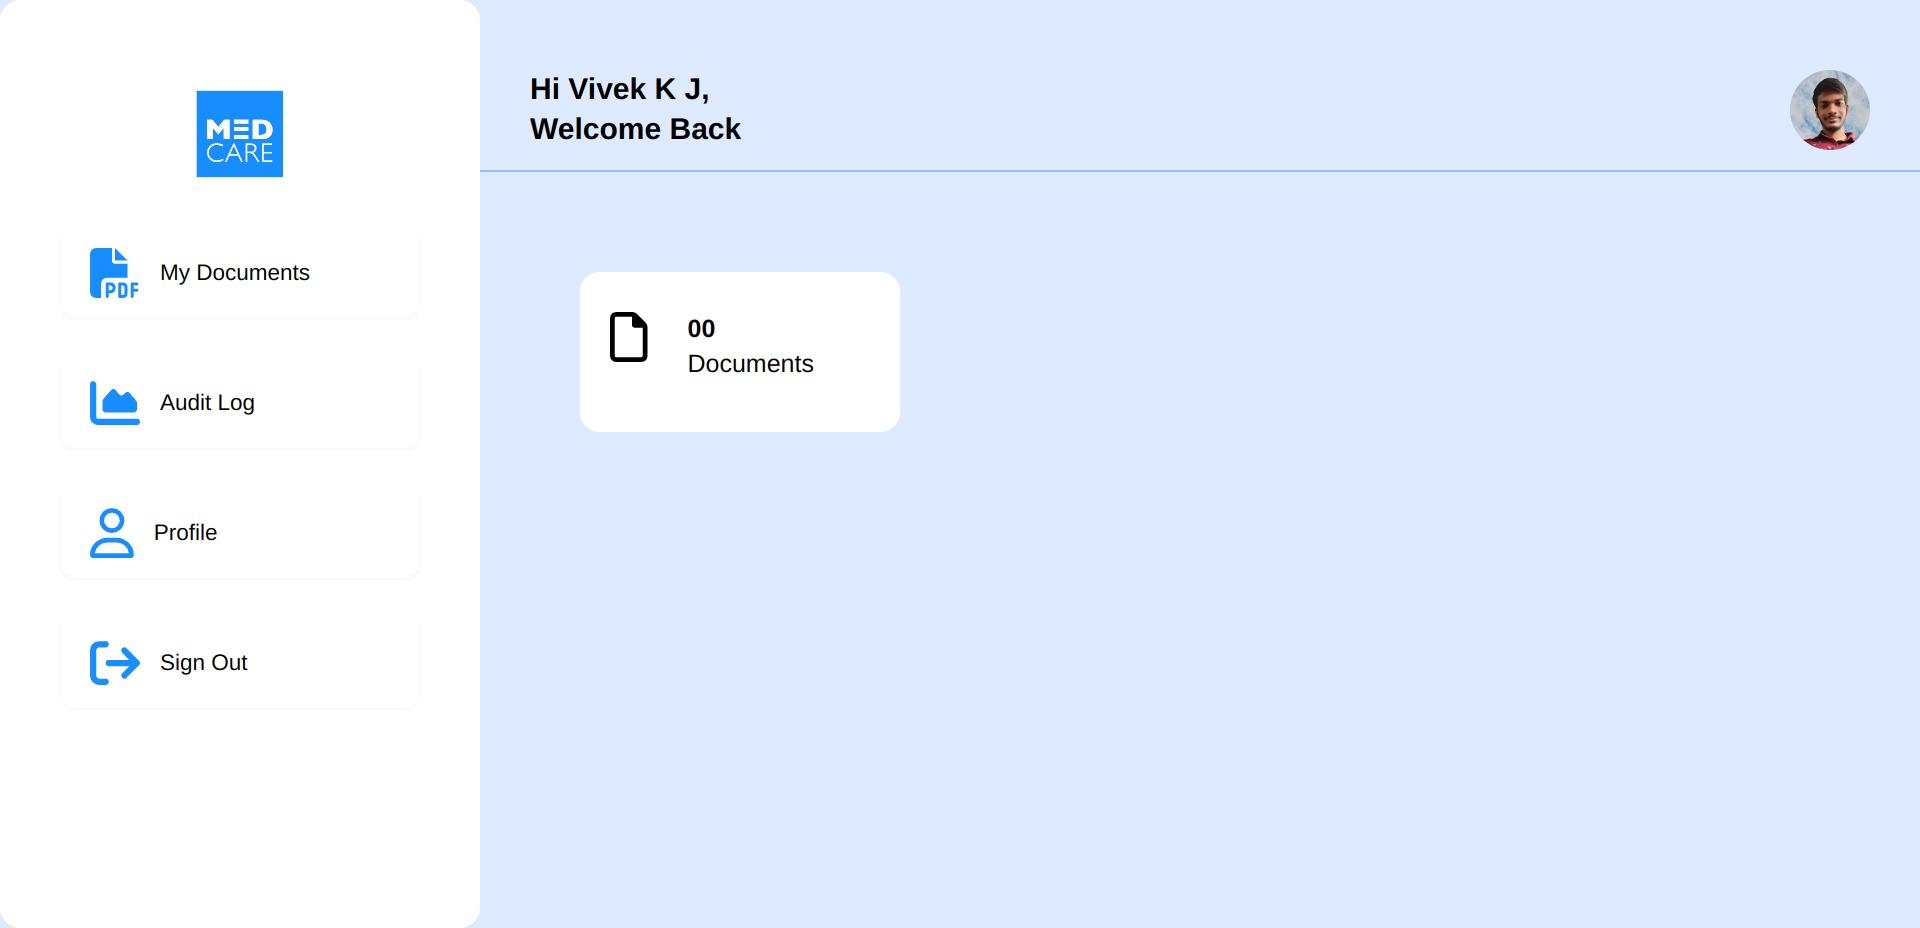 MED
CARE
My Documents
Audit Log
Profile
Sign Out
Hi Vivek K J,
Welcome Back
00
Documents
PDF